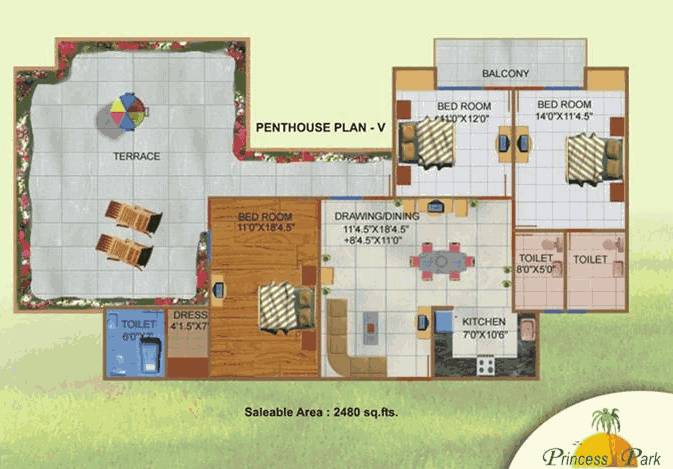 BALCONY
BED ROOM
11'0"X12'0"
BED ROOM
14'0"X11'4.5"
PENTHOUSE PLAN - V
TERRACE
BED ROOM
11'0"X18'4.5"
DRAWING/DINING
11'4.5"X18'4.5"
+8'4.5"X11'0"
TOILET
8'0"X5'0"
TOILET
DRESS
4'1.5"X7'
TOILET
KITCHEN
7'0"X10'6"
Saleable Area : 2480 sq.fts.
Princess Park